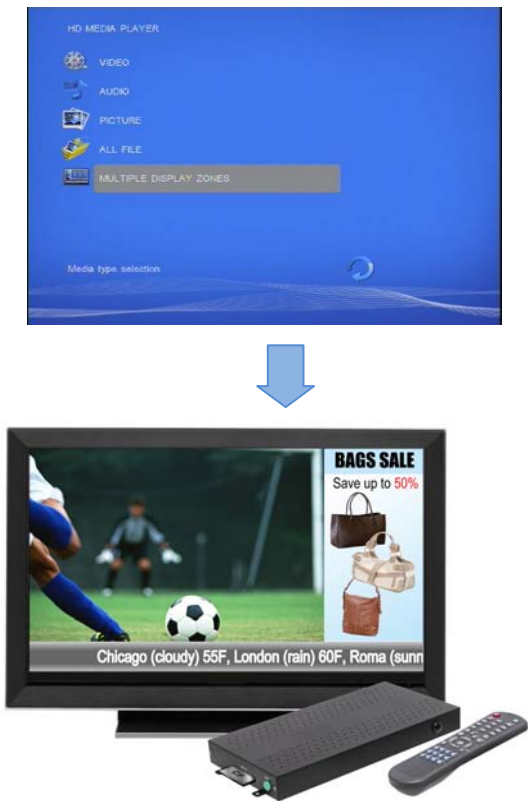 HD MEDIA PLAYER
VIDEO
AUDIO
PICTURE
ALL FILE
MULTIPLE DISPLAY ZONES
Media type selection
BAGS SALE
Save up to 50%
Chicago (cloudy) 55F, London (rain) 60F, Roma (sunn